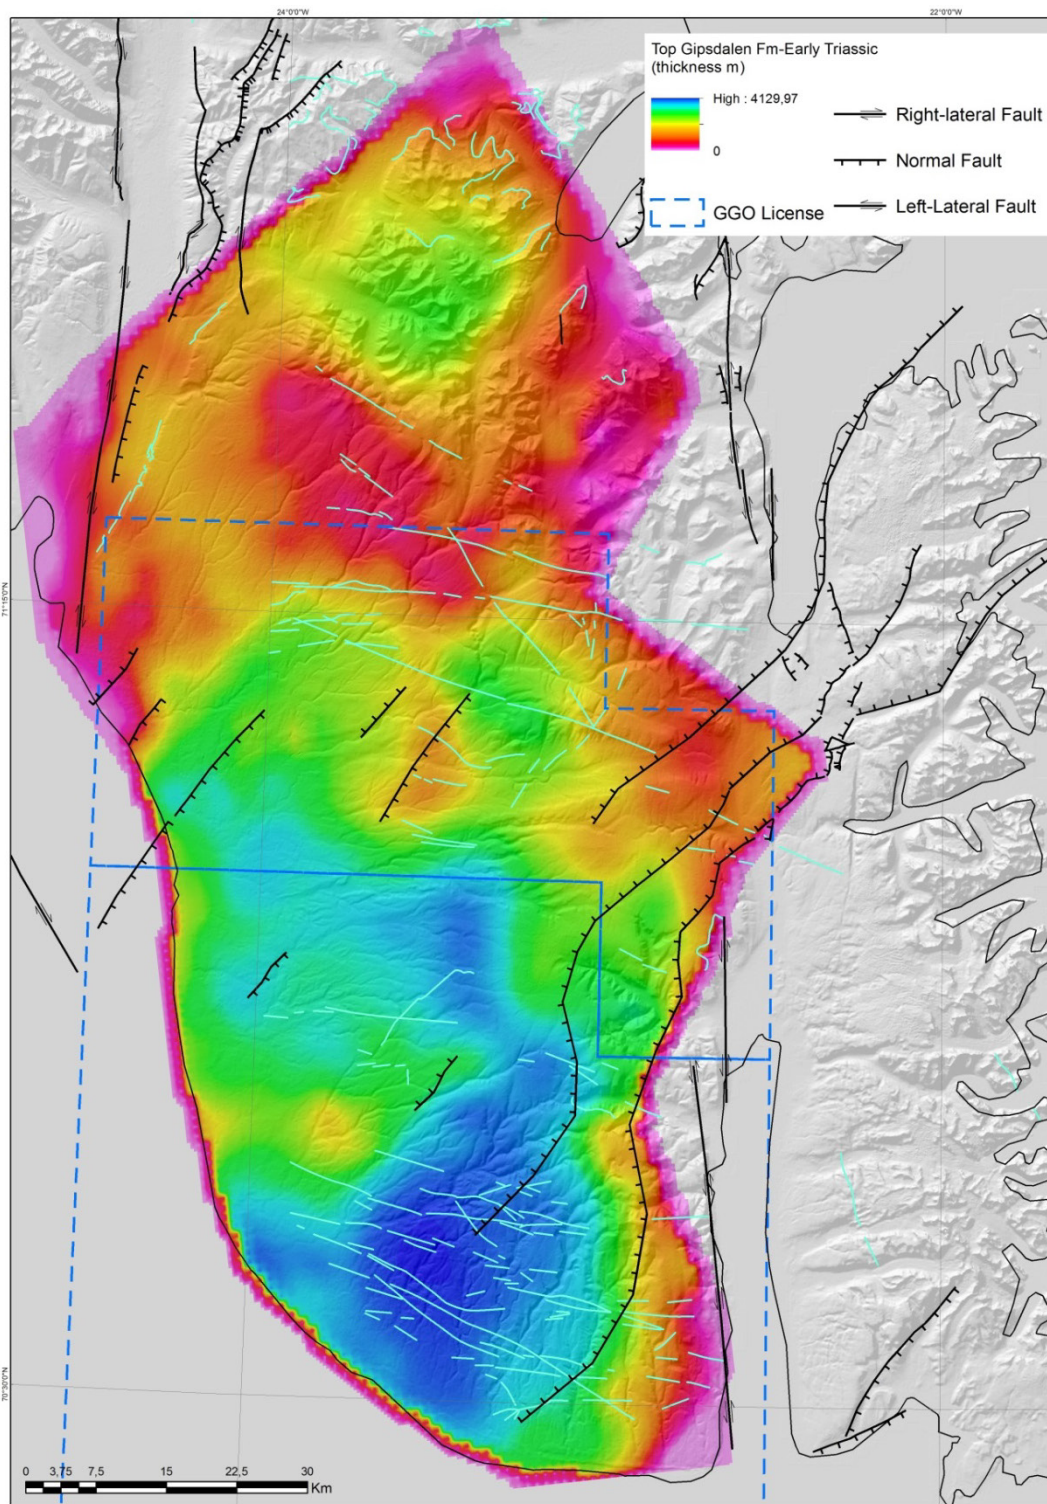 24°0'0"W
22°0'0"W
Top Gipsdalen Fm-Early Triassic
(thickness m)
High : 4129,97
0
Right-lateral Fault
Normal Fault
GGO License
Left-Lateral Fault
71°15'0"N
70°30'0"N
0 3,75 7,5 15 22,5 30
Km